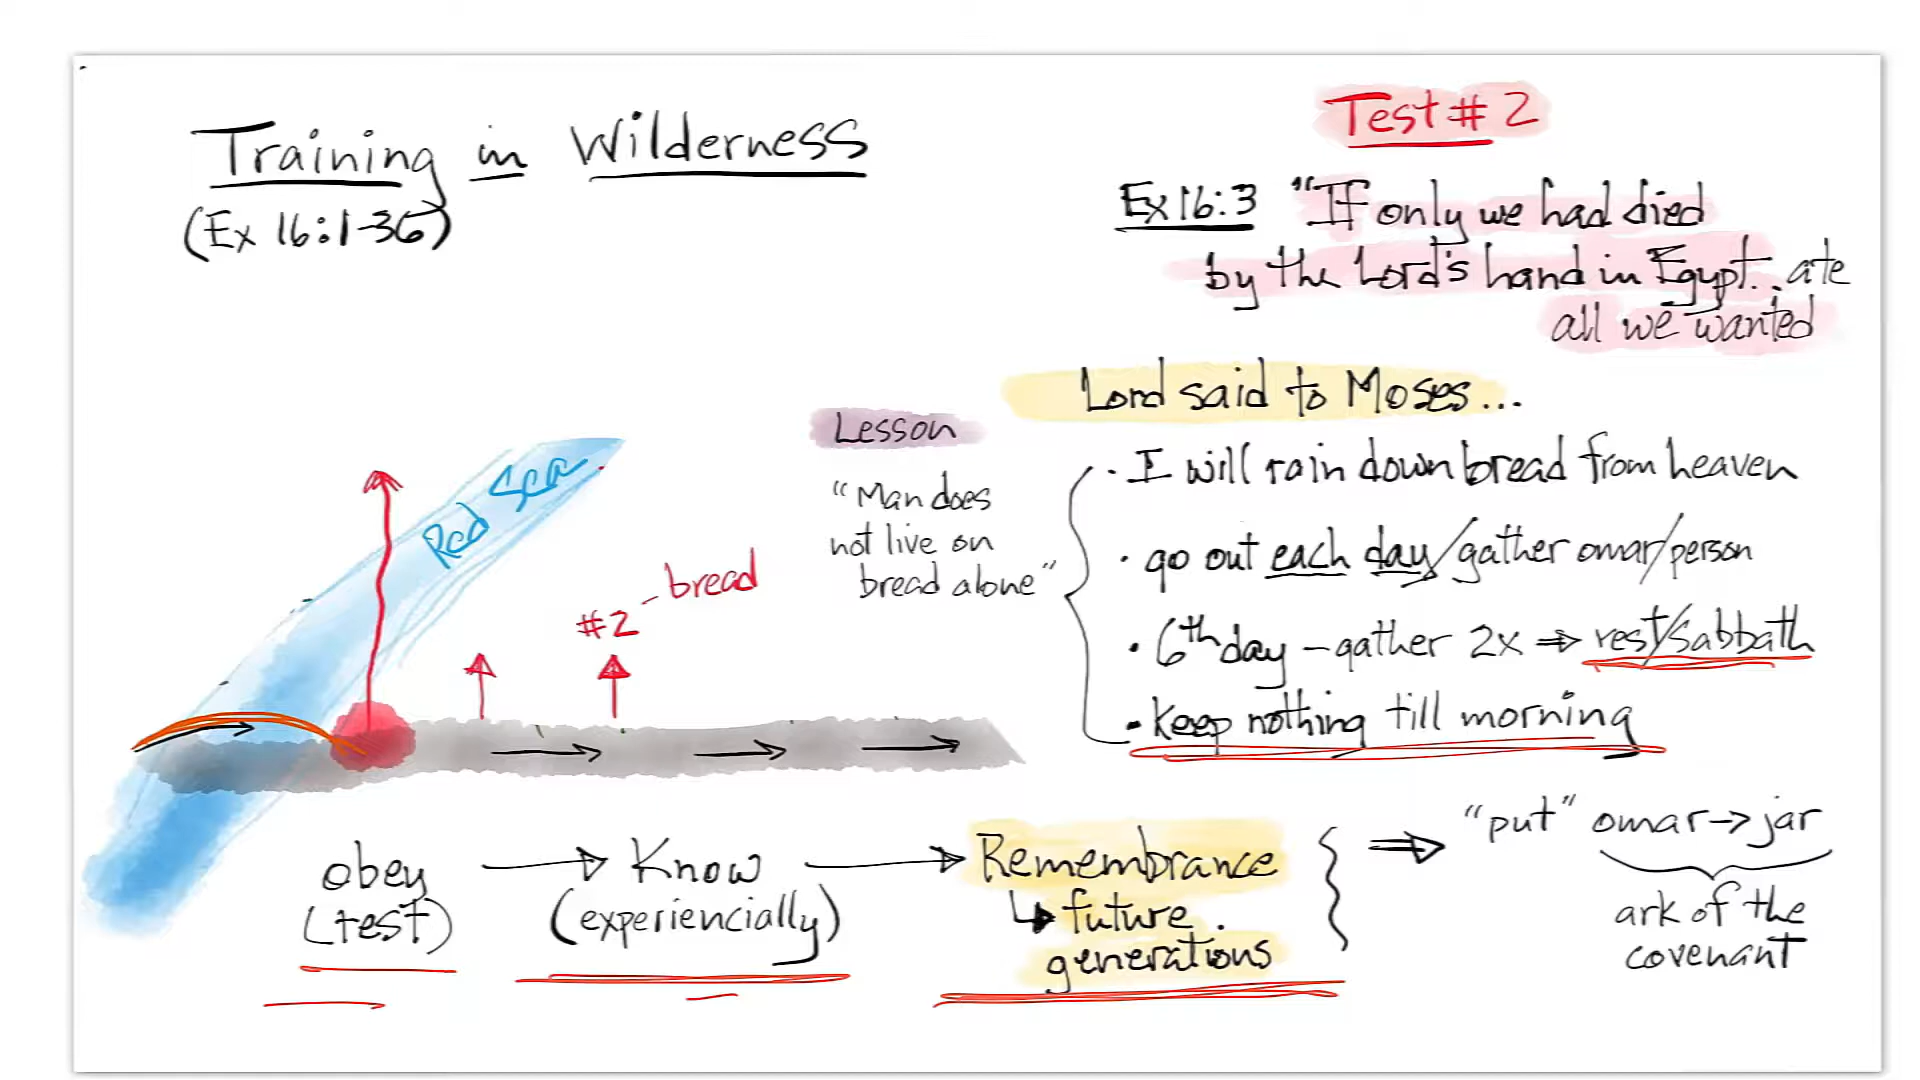 Training in Wilderness
(Ex 16:1-36)
Test # 2
Ex 16:3 "If only we had died
by the Lord's hand in Egypt...ate
all we wanted
Lord said to Moses...
· I will rain down bread from heaven
· go out each day/gather omar/person
· 6th day - gather 2x ⇒ rest/sabbath
· Keep nothing till morning
Lesson
"Man does
not live on
bread alone"
Red Sea
#2 - bread
obey → Know → Remembrance
(test) (experiencially) ↳ future
generations
⇒ "put" omar → jar
ark of the
covenant